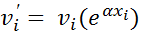 v_i^' = v_i(e^{αx_i})